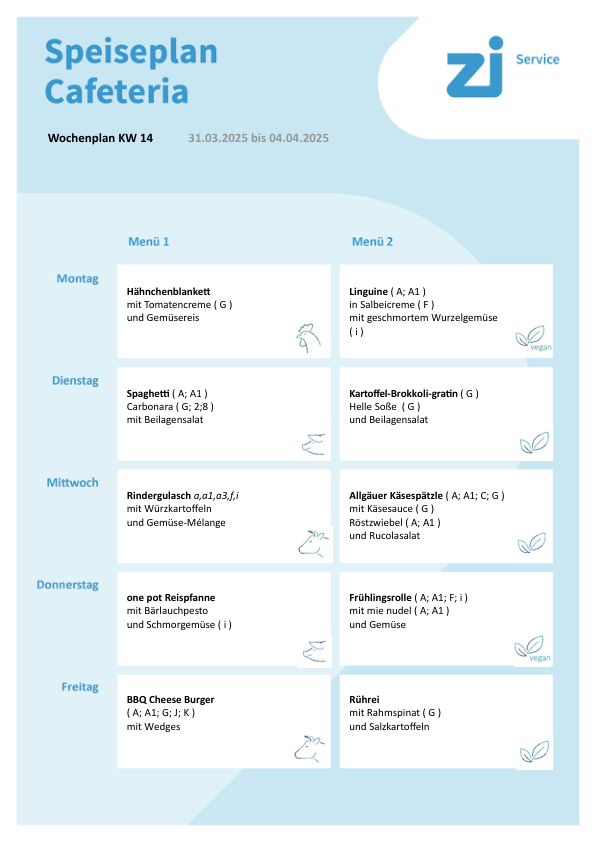 Speiseplan
Cafeteria
zi Service
Wochenplan KW 14 31.03.2025 bis 04.04.2025
Menü 1 Menü 2
Montag
Hähnchenblankett
mit Tomatencreme ( G )
und Gemüsereis
Linguine ( A; A1 )
in Salbeicreme ( F )
mit geschmortem Wurzelgemüse
( i )
vegan
Dienstag
Spaghetti ( A; A1 )
Carbonara ( G; 2;8 )
mit Beilagensalat
Kartoffel-Brokkoli-gratin ( G )
Helle Soße ( G )
und Beilagensalat
Mittwoch
Rindergulasch a,a1,a3,f,i
mit Würzkartoffeln
und Gemüse-Mélange
Allgäuer Käsespätzle ( A; A1; C; G )
mit Käsesauce ( G )
Röstzwiebel ( A; A1 )
und Rucolasalat
Donnerstag
one pot Reispfanne
mit Bärlauchpesto
und Schmorgemüse ( i )
Frühlingsrolle ( A; A1; F; i )
mit mie nudel ( A; A1 )
und Gemüse
vegan
Freitag
BBQ Cheese Burger
( A; A1; G; J; K )
mit Wedges
Rührei
mit Rahmspinat ( G )
und Salzkartoffeln